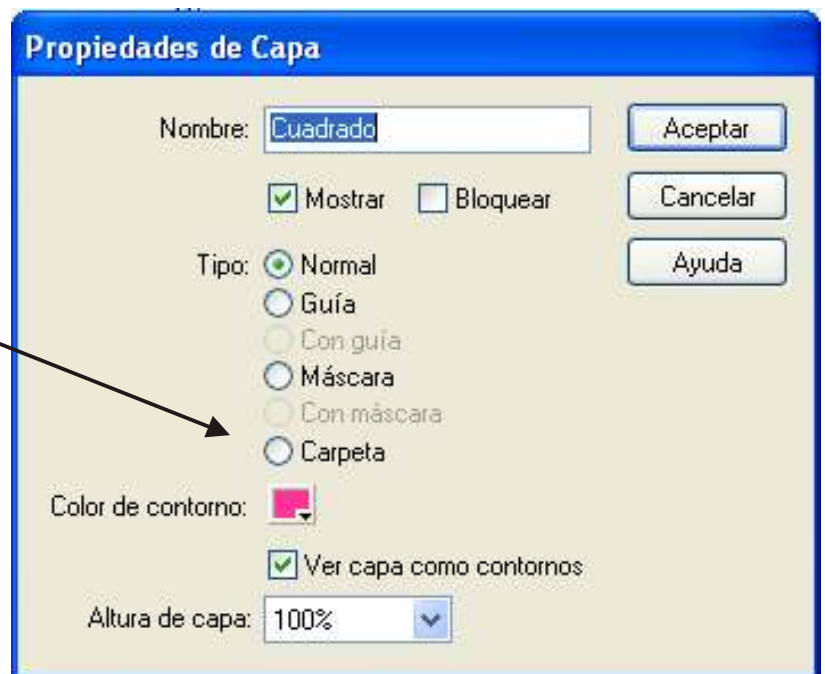 Propiedades de Capa
Nombre: Cuadrado Aceptar
Mostrar Bloquear Cancelar
Tipo: Normal Ayuda
Guía
Con guía
Máscara
Con máscara
Carpeta
Color de contorno:
Ver capa como contornos
Altura de capa: 100%